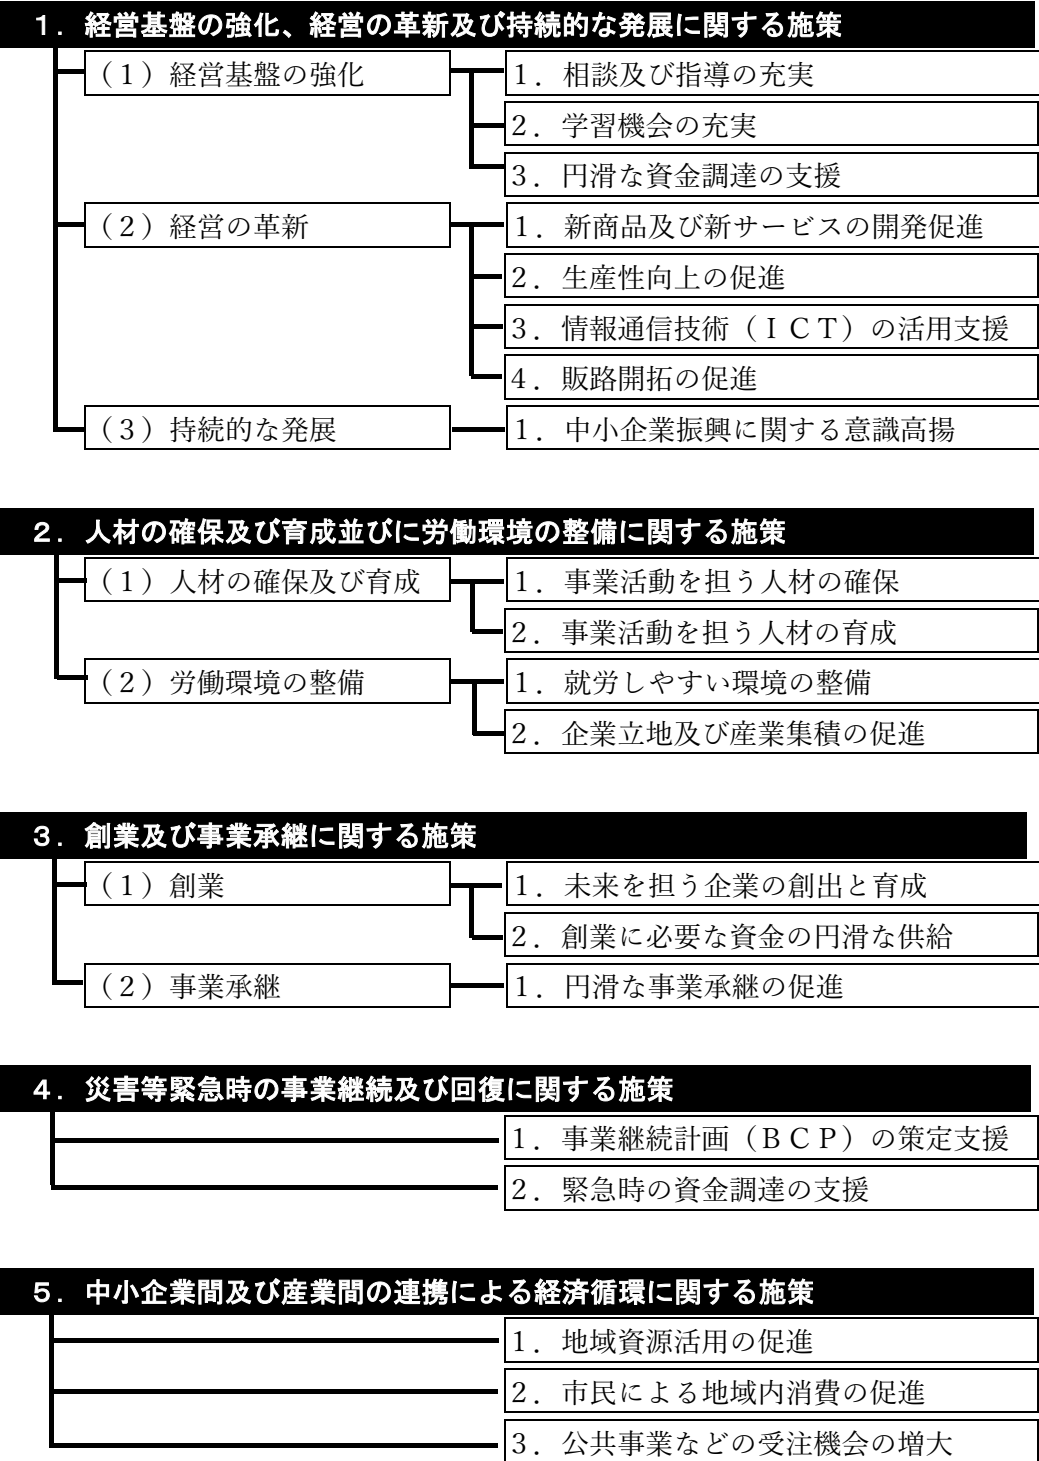 １．経営基盤の強化、経営の革新及び持続的な発展に関する施策
（１）経営基盤の強化
１．相談及び指導の充実
２．学習機会の充実
３．円滑な資金調達の支援
（２）経営の革新
１．新商品及び新サービスの開発促進
２．生産性向上の促進
３．情報通信技術（ＩＣＴ）の活用支援
４．販路開拓の促進
（３）持続的な発展
１．中小企業振興に関する意識高揚
２．人材の確保及び育成並びに労働環境の整備に関する施策
（１）人材の確保及び育成
１．事業活動を担う人材の確保
２．事業活動を担う人材の育成
（２）労働環境の整備
１．就労しやすい環境の整備
２．企業立地及び産業集積の促進
３．創業及び事業承継に関する施策
（１）創業
１．未来を担う企業の創出と育成
２．創業に必要な資金の円滑な供給
（２）事業承継
１．円滑な事業承継の促進
４．災害等緊急時の事業継続及び回復に関する施策
１．事業継続計画（ＢＣＰ）の策定支援
２．緊急時の資金調達の支援
５．中小企業間及び産業間の連携による経済循環に関する施策
１．地域資源活用の促進
２．市民による地域内消費の促進
３．公共事業などの受注機会の増大